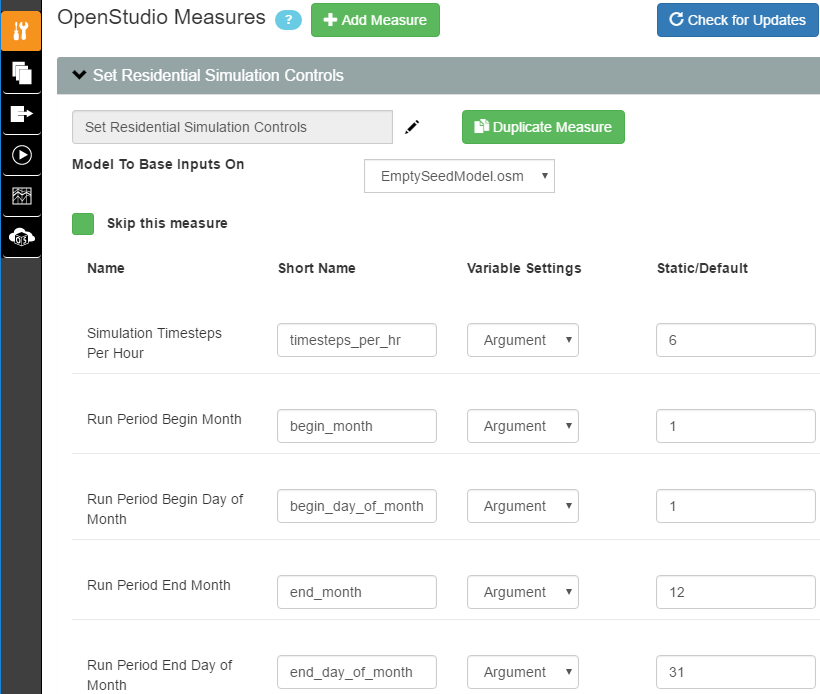 OpenStudio Measures ? Add Measure Check for Updates
Set Residential Simulation Controls
Set Residential Simulation Controls Duplicate Measure
Model To Base Inputs On
EmptySeedModel.osm
Skip this measure
Name Short Name Variable Settings Static/Default
Simulation Timesteps
Per Hour
timesteps_per_hr Argument 6
Run Period Begin Month begin_month Argument 1
Run Period Begin Day of
Month
begin_day_of_month Argument 1
Run Period End Month end_month Argument 12
Run Period End Day of
Month
end_day_of_month Argument 31
OS